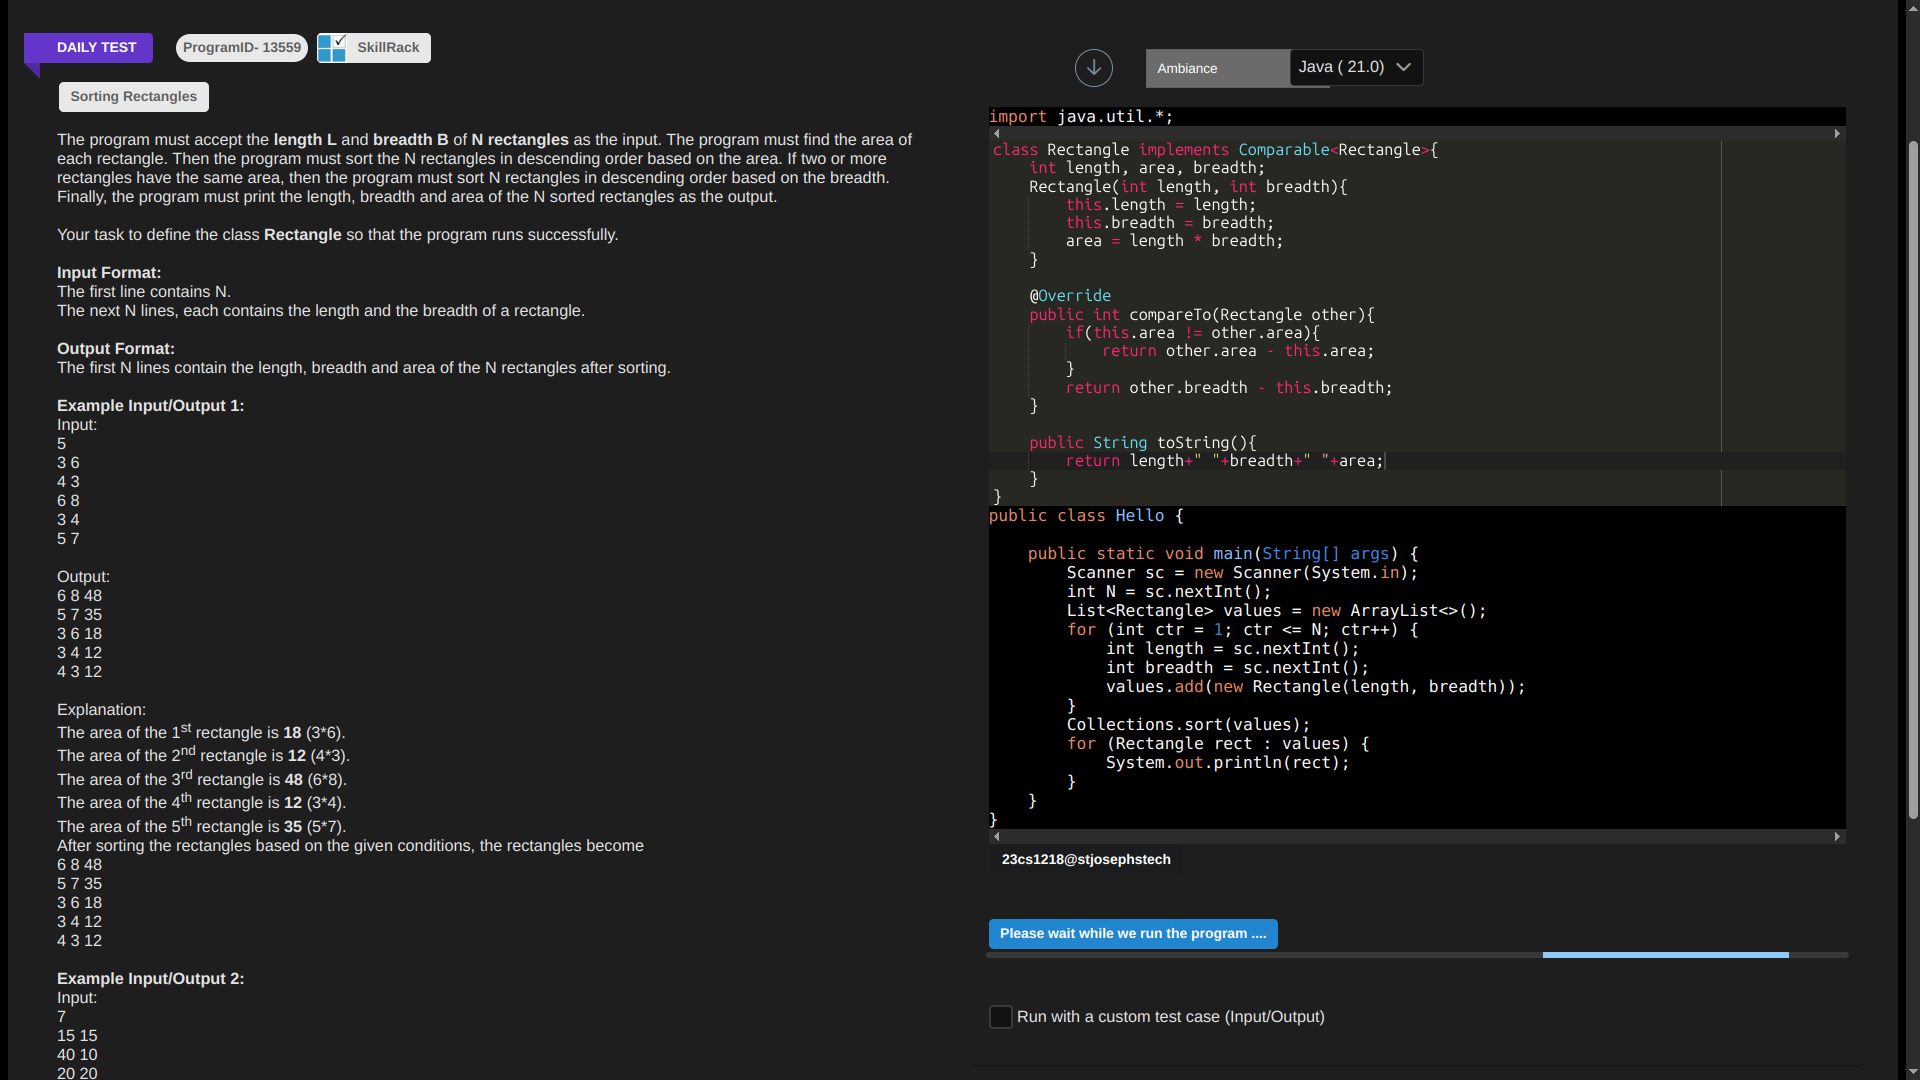 DAILY TEST
ProgramID- 13559
SkillRack
Sorting Rectangles
The program must accept the length L and breadth B of N rectangles as the input. The program must find the area of
each rectangle. Then the program must sort the N rectangles in descending order based on the area. If two or more
rectangles have the same area, then the program must sort N rectangles in descending order based on the breadth.
Finally, the program must print the length, breadth and area of the N sorted rectangles as the output.
Your task to define the class Rectangle so that the program runs successfully.
Input Format:
The first line contains N.
The next N lines, each contains the length and the breadth of a rectangle.
Output Format:
The first N lines contain the length, breadth and area of the N rectangles after sorting.
Example Input/Output 1:
Input:
5
3 6
4 3
6 8
3 4
5 7
Output:
6 8 48
5 7 35
3 6 18
3 4 12
4 3 12
Explanation:
The area of the 1st rectangle is 18 (3*6).
The area of the 2nd rectangle is 12 (4*3).
The area of the 3rd rectangle is 48 (6*8).
The area of the 4th rectangle is 12 (3*4).
The area of the 5th rectangle is 35 (5*7).
After sorting the rectangles based on the given conditions, the rectangles become
6 8 48
5 7 35
3 6 18
3 4 12
4 3 12
Example Input/Output 2:
Input:
7
15 15
40 10
20 20
Ambiance
Java ( 21.0)
import java.util.*;
class Rectangle implements Comparable<Rectangle>{
    int length, area, breadth;
    Rectangle(int length, int breadth){
        this.length = length;
        this.breadth = breadth;
        area = length * breadth;
    }
    @Override
    public int compareTo(Rectangle other){
        if(this.area != other.area){
            return other.area - this.area;
        }
        return other.breadth - this.breadth;
    }
    public String toString(){
        return length+" "+breadth+" "+area;
    }
}
public class Hello {
    public static void main(String[] args) {
        Scanner sc = new Scanner(System.in);
        int N = sc.nextInt();
        List<Rectangle> values = new ArrayList<>();
        for (int ctr = 1; ctr <= N; ctr++) {
            int length = sc.nextInt();
            int breadth = sc.nextInt();
            values.add(new Rectangle(length, breadth));
        }
        Collections.sort(values);
        for (Rectangle rect : values) {
            System.out.println(rect);
        }
    }
}
23cs1218@stjosephstech
Please wait while we run the program ....
Run with a custom test case (Input/Output)